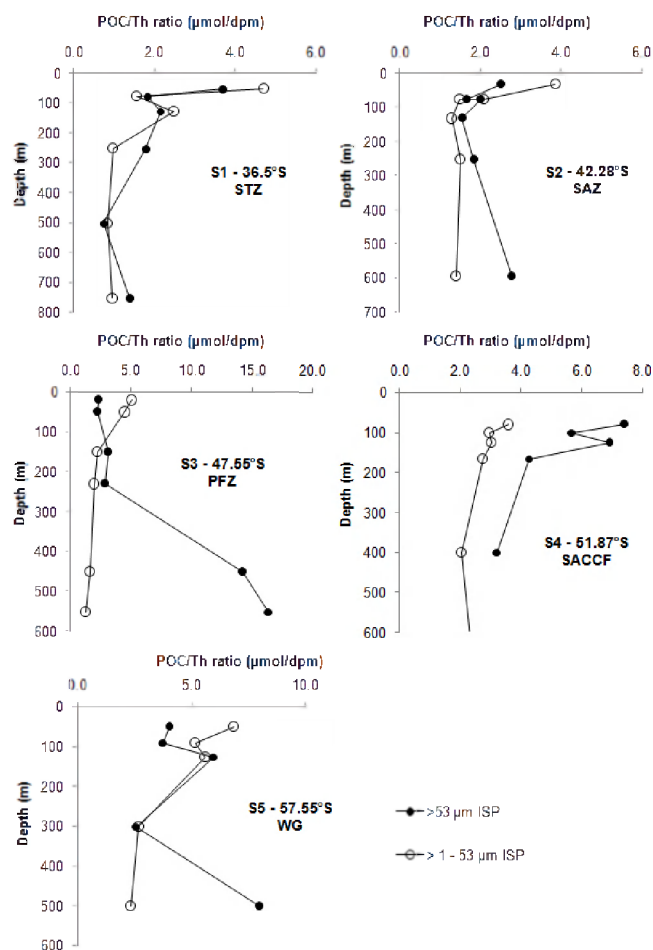 POC/Th ratio (µmol/dpm)
0.0 2.0 4.0 6.0
0
100
200
300
400
500
600
700
800
Depth (m)
S1 - 36.5°S
STZ
POC/Th ratio (µmol/dpm)
0.0 2.0 4.0 6.0
0
100
200
300
400
500
600
700
Depth (m)
S2 - 42.28°S
SAZ
POC/Th ratio (µmol/dpm)
0.0 5.0 10.0 15.0 20.0
0
100
200
300
400
500
600
Depth (m)
S3 - 47.55°S
PFZ
POC/Th ratio (µmol/dpm)
0.0 2.0 4.0 6.0 8.0
0
100
200
300
400
500
600
Depth (m)
S4 - 51.87°S
SACCF
POC/Th ratio (µmol/dpm)
0.0 5.0 10.0
0
100
200
300
400
500
600
Depth (m)
S5 - 57.55°S
WG
>53 µm ISP
> 1 - 53 µm ISP